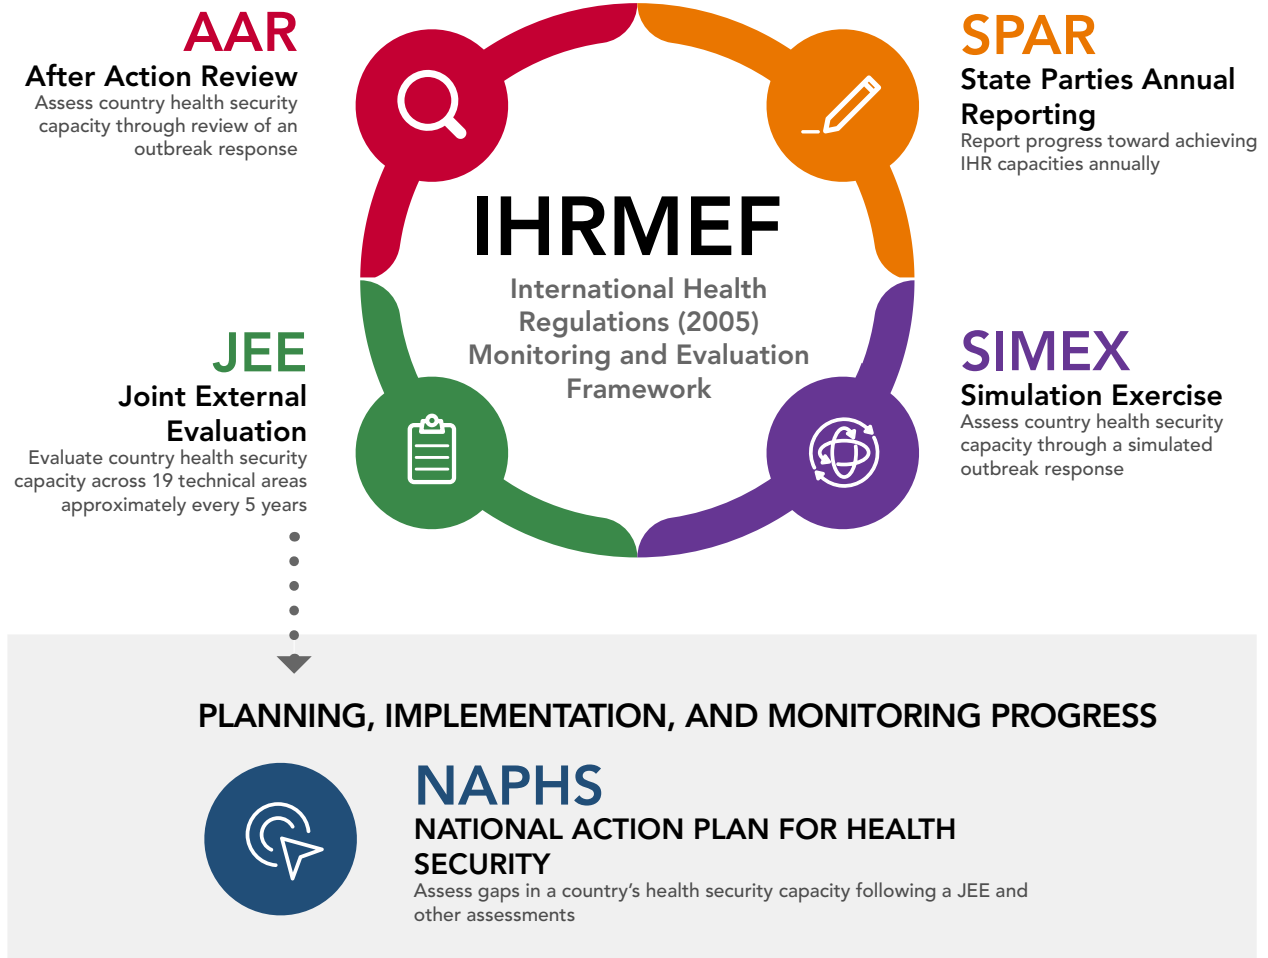 AAR
After Action Review
Assess country health security
capacity through review of an
outbreak response
SPAR
State Parties Annual
Reporting
Report progress toward achieving
IHR capacities annually
IHRMEF
International Health
Regulations (2005)
Monitoring and Evaluation
Framework
JEE
Joint External
Evaluation
Evaluate country health security
capacity across 19 technical areas
approximately every 5 years
SIMEX
Simulation Exercise
Assess country health security
capacity through a simulated
outbreak response
PLANNING, IMPLEMENTATION, AND MONITORING PROGRESS
NAPHS
NATIONAL ACTION PLAN FOR HEALTH
SECURITY
Assess gaps in a country’s health security capacity following a JEE and
other assessments